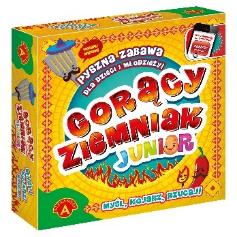 PYSZNA ZABAWA
DLA DZIECI I MŁODZIEŻY!
GORĄCY
ZIEMNIAK
JUNIOR
MYŚL, KOJARZ, RZUCAJ!
A
A